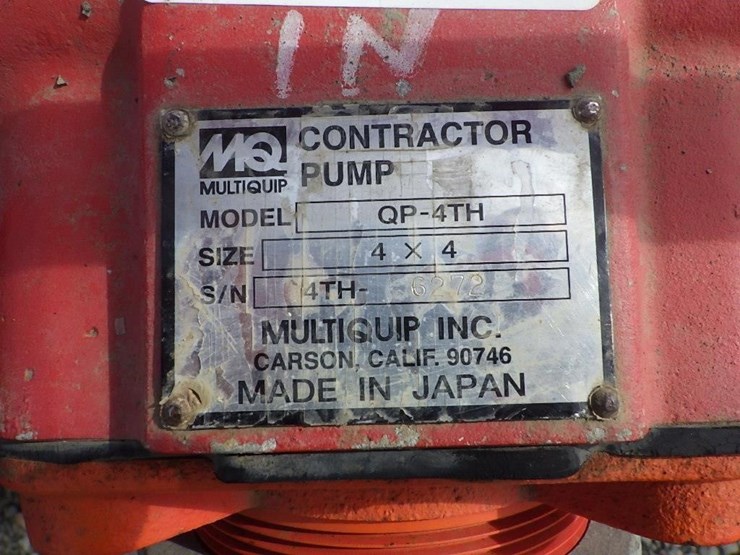 IN
MQ CONTRACTOR
MULTIQUIP PUMP
MODEL QP-4TH
SIZE 4 × 4
S/N 4TH- 6272
MULTIQUIP INC.
CARSON, CALIF. 90746
MADE IN JAPAN